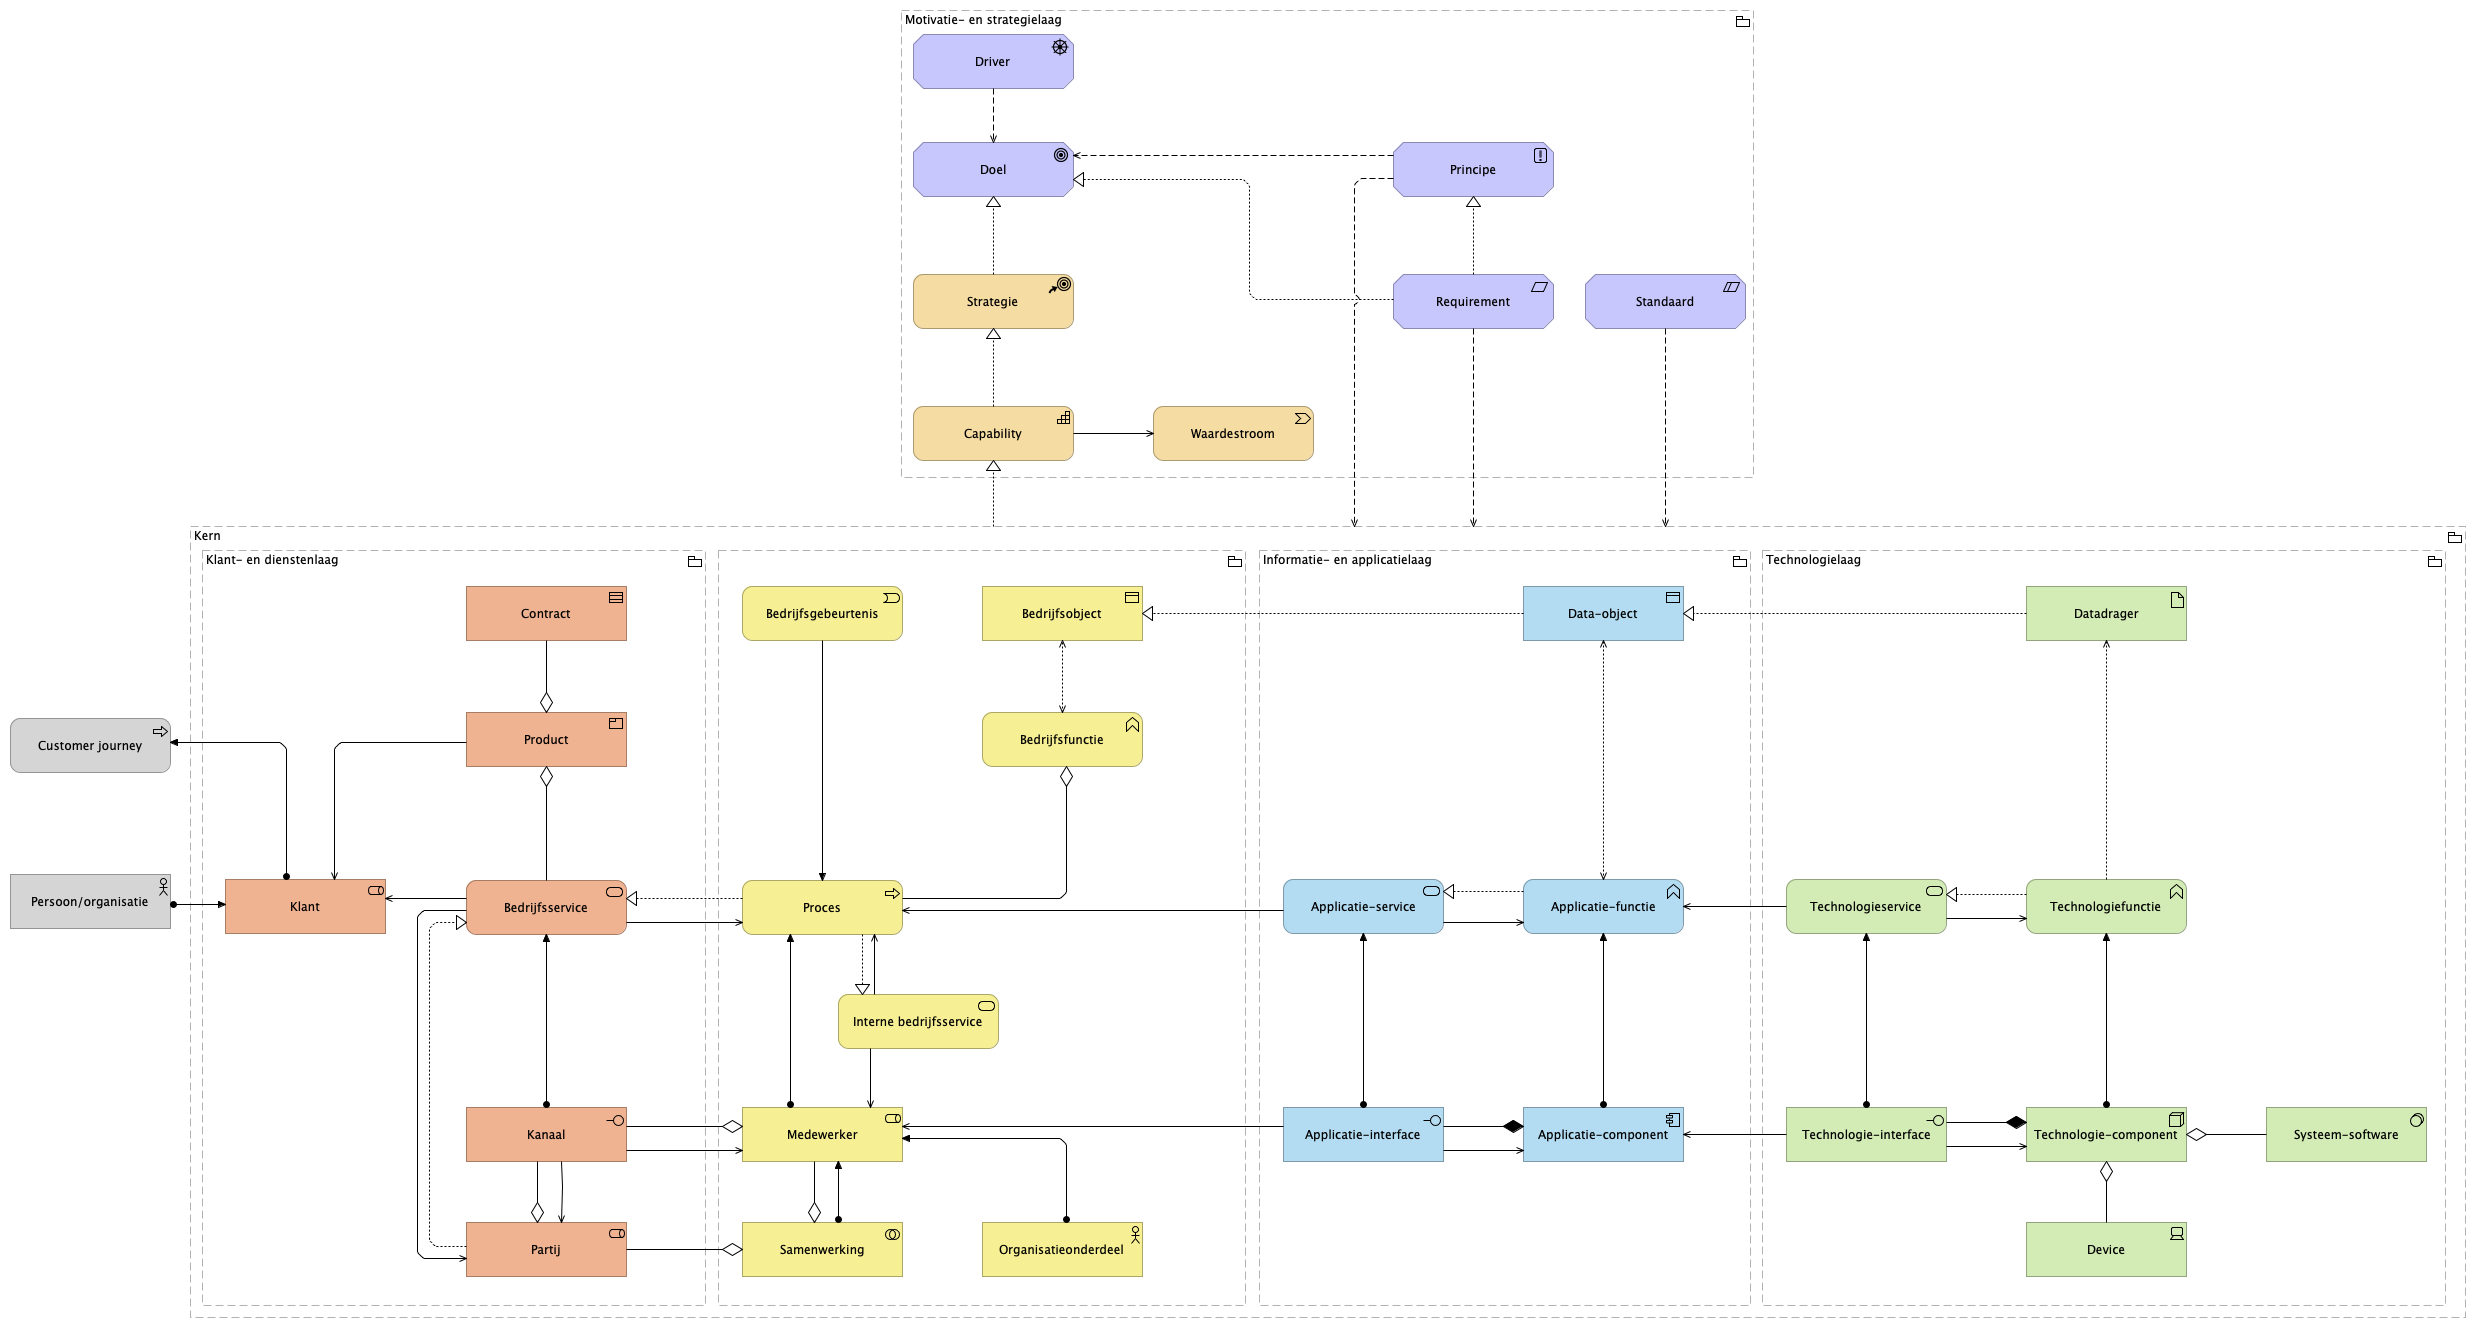 Motivatie- en strategielaag
Driver
Doel
Principe
Strategie
Requirement
Standaard
Capability
Waardestroom
Kern
Klant- en dienstenlaag
Informatie- en applicatielaag
Technologielaag
Contract
Bedrijfsgebeurtenis
Bedrijfsobject
Data-object
Datadrager
Customer journey
Product
Bedrijfsfunctie
Persoon/organisatie
Klant
Bedrijfsservice
Proces
Applicatie-service
Applicatie-functie
Technologieservice
Technologiefunctie
Interne bedrijfsservice
Kanaal
Medewerker
Applicatie-interface
Applicatie-component
Technologie-interface
Technologie-component
Systeem-software
Partij
Samenwerking
Organisatieonderdeel
Device